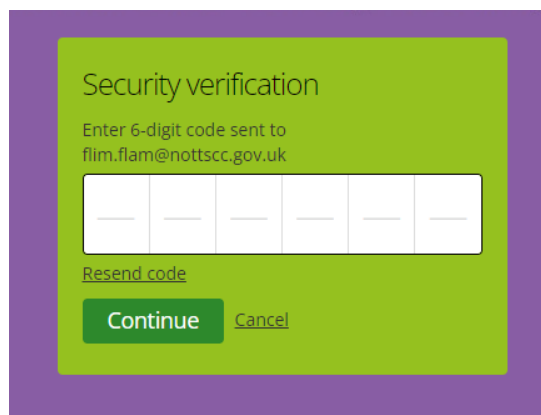 Security verification
Enter 6-digit code sent to
flim.flam@nottscc.gov.uk
Resend code
Continue Cancel